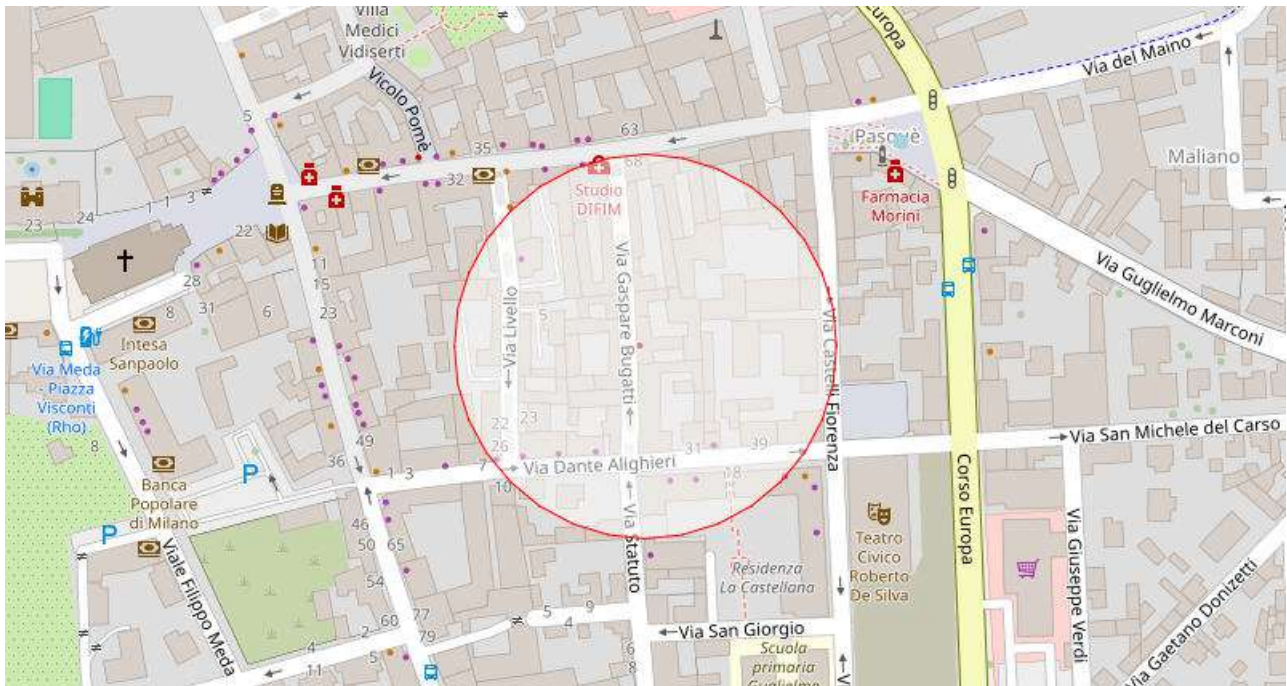 Villa
Medici
Vidiserti
Vicolo Pomè
Europa
Via del Maino
5
63
35
68
32
Pasquè
Maliano
Studio
DIFIM
Farmacia
Morini
23
24
1 1 3
22
28
31
8
6
11
15
23
Intesa
Sanpaolo
Via Livello
5
Via Gaspare Bugatti
Via Castelli Fiorenza
Via Guglielmo Marconi
Via Meda
- Piazza
Visconti
(Rho)
8
22
23
26
49
36
1 3
7
10
Via Dante Alighieri
31
39
18
Via San Michele del Carso
P
P
Banca
Popolare
di Milano
Viale Filippo Meda
46
50
65
54
Via Statuto
Residenza
La Castellana
Teatro
Civico
Roberto
De Silva
Corso Europa
Via Giuseppe Verdi
Via Gaetano Donizetti
77
60
79
2
4
11
5
5
4
9
6
8
Via San Giorgio
Scuola
primaria
Guglielmo